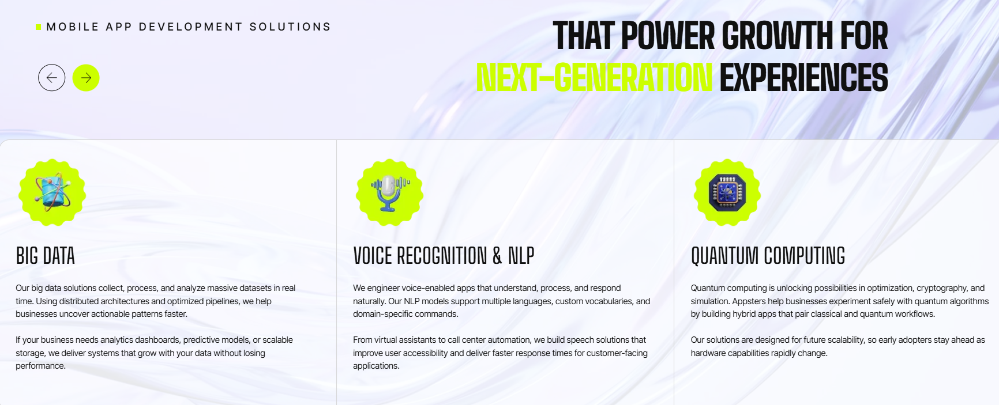 MOBILE APP DEVELOPMENT SOLUTIONS
THAT POWER GROWTH FOR
NEXT-GENERATION EXPERIENCES
BIG DATA
Our big data solutions collect, process, and analyze massive datasets in real
time. Using distributed architectures and optimized pipelines, we help
businesses uncover actionable patterns faster.
If your business needs analytics dashboards, predictive models, or scalable
storage, we deliver systems that grow with your data without losing
performance.
VOICE RECOGNITION & NLP
We engineer voice-enabled apps that understand, process, and respond
naturally. Our NLP models support multiple languages, custom vocabularies, and
domain-specific commands.
From virtual assistants to call center automation, we build speech solutions that
improve user accessibility and deliver faster response times for customer-facing
applications.
QUANTUM COMPUTING
Quantum computing is unlocking possibilities in optimization, cryptography, and
simulation. Appsters help businesses experiment safely with quantum algorithms
by building hybrid apps that pair classical and quantum workflows.
Our solutions are designed for future scalability, so early adopters stay ahead as
hardware capabilities rapidly change.